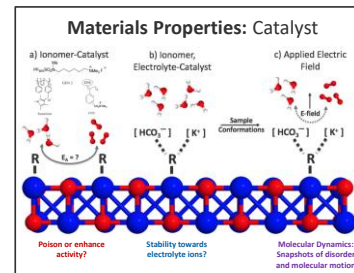 Materials Properties: Catalyst
a) Ionomer-Catalyst
b) Ionomer,
Electrolyte-Catalyst
c) Applied Electric
Field
E-field
Sample
Conformations
[ HCO₃⁻ ] [ K⁺ ]
[ HCO₃⁻ ] [ K⁺ ]
Eₐ = ?
R R R R
Poison or enhance
activity?
Stability towards
electrolyte ions?
Molecular Dynamics:
Snapshots of disorder
and molecular motion